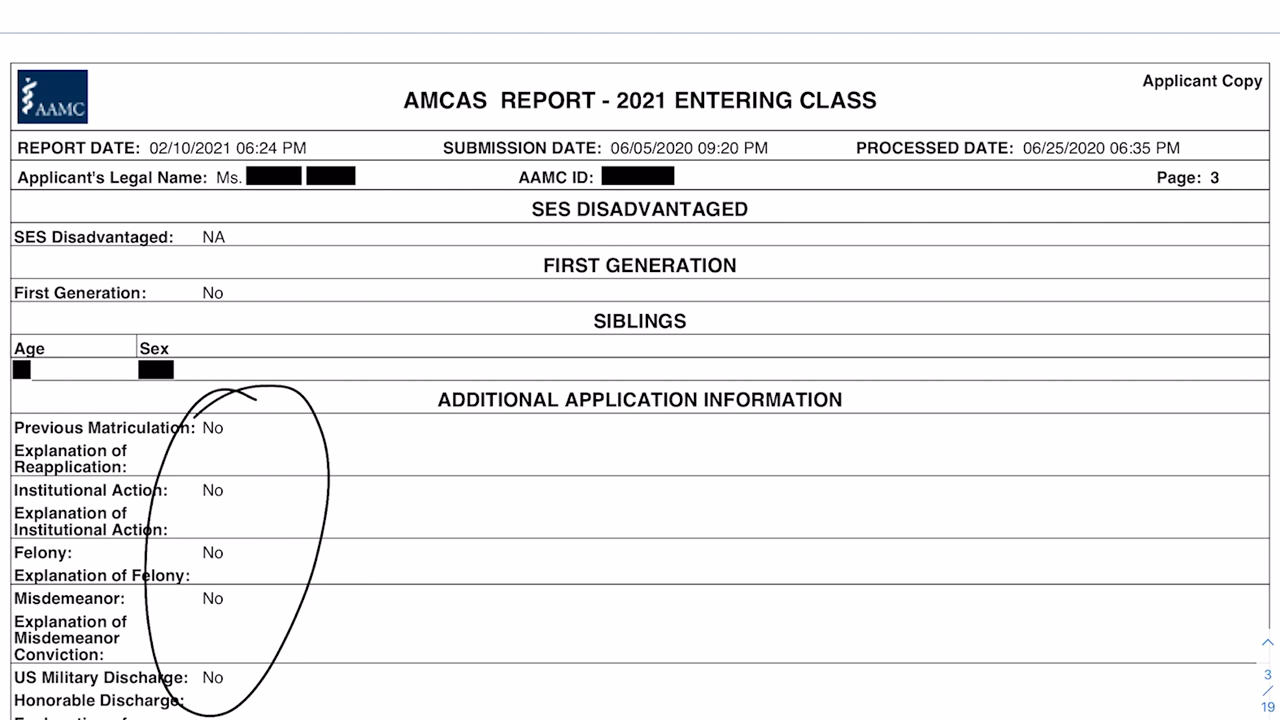 AAMC
Applicant Copy
AMCAS REPORT - 2021 ENTERING CLASS
REPORT DATE: 02/10/2021 06:24 PM SUBMISSION DATE: 06/05/2020 09:20 PM PROCESSED DATE: 06/25/2020 06:35 PM
Applicant's Legal Name: Ms. AAMC ID: Page: 3
SES DISADVANTAGED
SES Disadvantaged: NA
FIRST GENERATION
First Generation: No
SIBLINGS
Age Sex
ADDITIONAL APPLICATION INFORMATION
Previous Matriculation: No
Explanation of
Reapplication:
Institutional Action: No
Explanation of
Institutional Action:
Felony: No
Explanation of Felony:
Misdemeanor: No
Explanation of
Misdemeanor
Conviction:
US Military Discharge: No
Honorable Discharge:
3
/
19